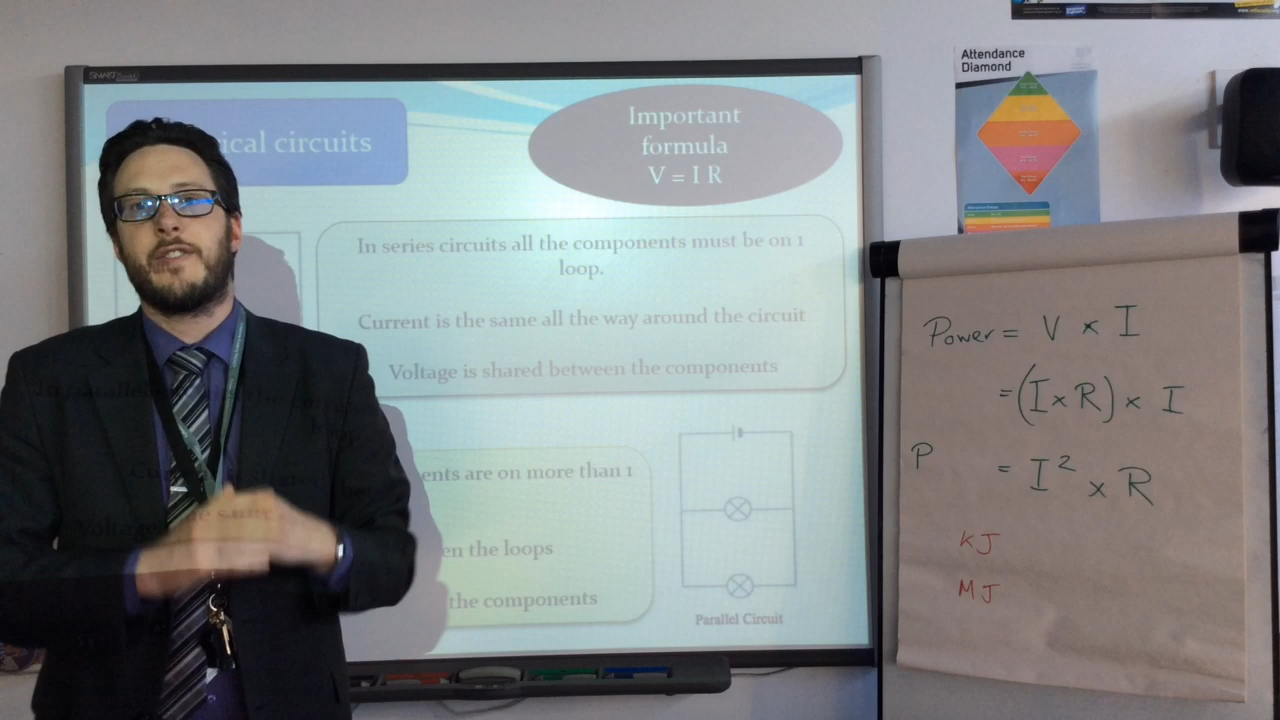 SMART
Attendance
Diamond
ical circuits
Important
formula
V = I R
In series circuits all the components must be on 1
loop.
Current is the same all the way around the circuit
Voltage is shared between the components
ents are on more than 1
en the loops
the components
Parallel Circuit
Power = V × I
= (I × R) × I
P = I² × R
KJ
MJ